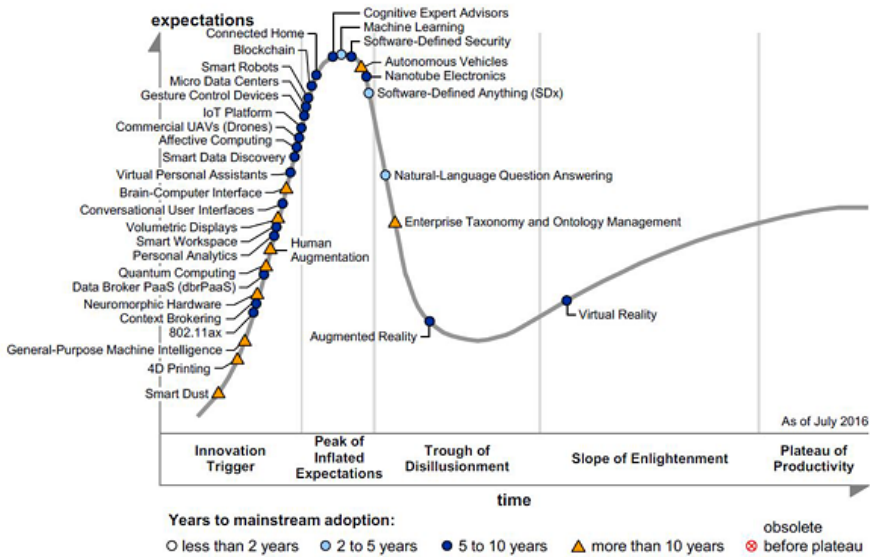 expectations
Cognitive Expert Advisors
Connected Home
Machine Learning
Blockchain
Software-Defined Security
Smart Robots
Autonomous Vehicles
Micro Data Centers
Nanotube Electronics
Gesture Control Devices
Software-Defined Anything (SDx)
IoT Platform
Commercial UAVs (Drones)
Affective Computing
Smart Data Discovery
Virtual Personal Assistants
Natural-Language Question Answering
Brain-Computer Interface
Conversational User Interfaces
Enterprise Taxonomy and Ontology Management
Volumetric Displays
Smart Workspace
Personal Analytics
Human
Augmentation
Quantum Computing
Data Broker PaaS (dbrPaaS)
Neuromorphic Hardware
Context Brokering
802.11ax
General-Purpose Machine Intelligence
4D Printing
Smart Dust
Augmented Reality
Virtual Reality
As of July 2016
Innovation
Trigger
Peak of
Inflated
Expectations
Trough of
Disillusionment
Slope of Enlightenment
Plateau of
Productivity
time
Years to mainstream adoption:
less than 2 years
2 to 5 years
5 to 10 years
more than 10 years
obsolete
before plateau